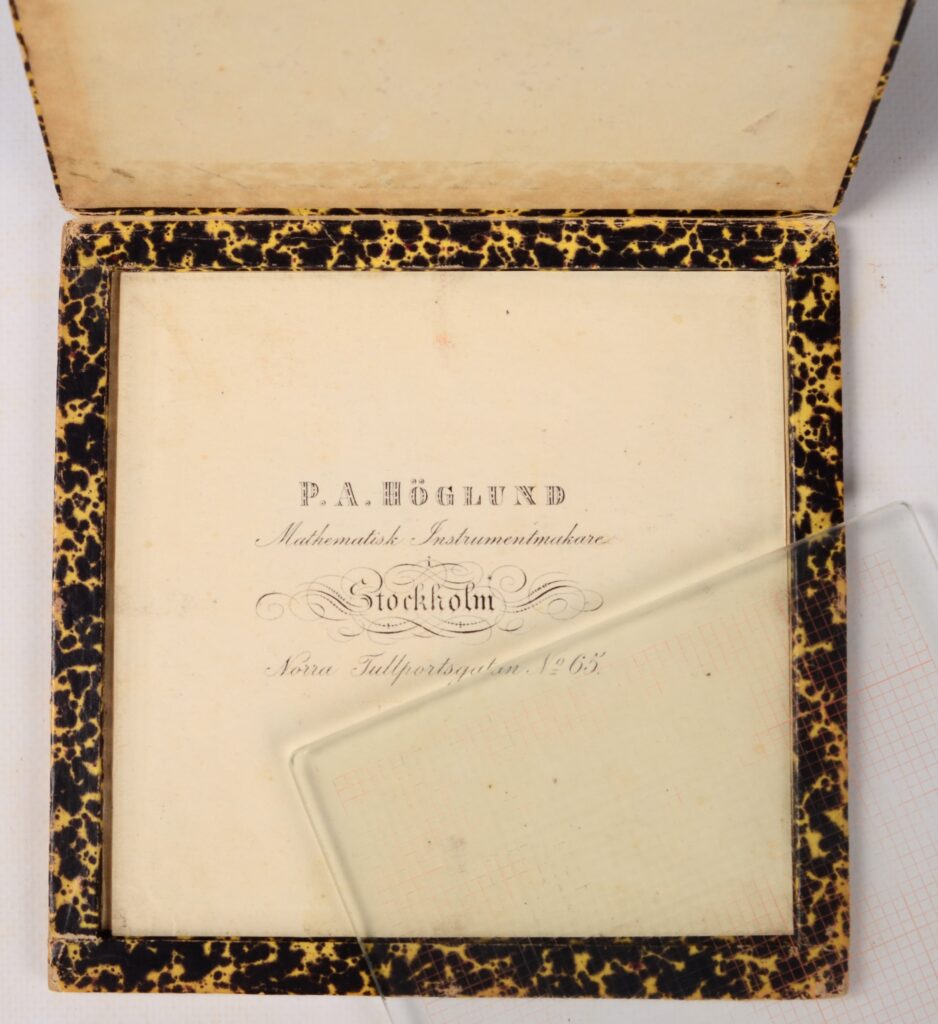 P. A. HÖGLUND
Mathematisk Instrumentmakare
i
Stockholm
Norra Tullportsgatan No 65.